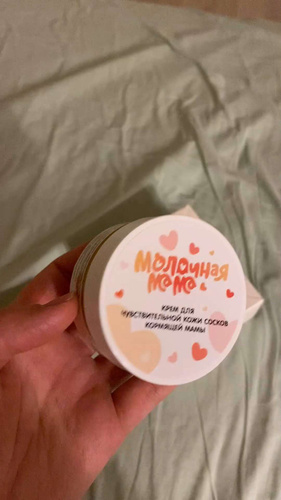 Молочная
мама
КРЕМ ДЛЯ
ЧУВСТВИТЕЛЬНОЙ КОЖИ СОСКОВ
КОРМЯЩЕЙ МАМЫ